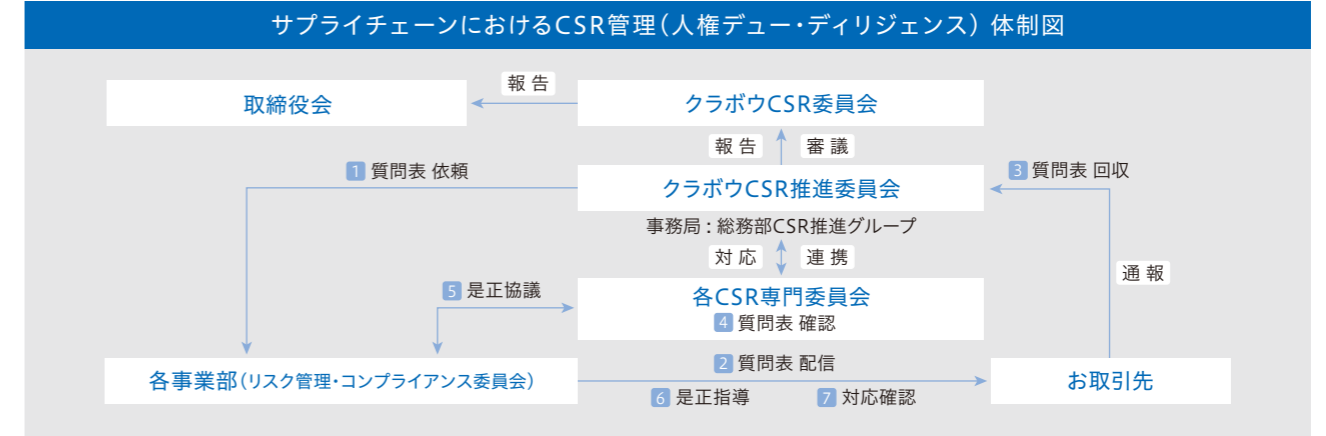 サプライチェーンにおけるCSR管理(人権デュー・ディリジェンス) 体制図
報告
取締役会
クラボウCSR委員会
報告
審議
1 質問表 依頼
3 質問表 回収
クラボウCSR推進委員会
事務局:総務部CSR推進グループ
対応
連携
通報
5 是正協議
各CSR専門委員会
4 質問表 確認
2 質問表 配信
各事業部(リスク管理・コンプライアンス委員会)
お取引先
6 是正指導
7 対応確認